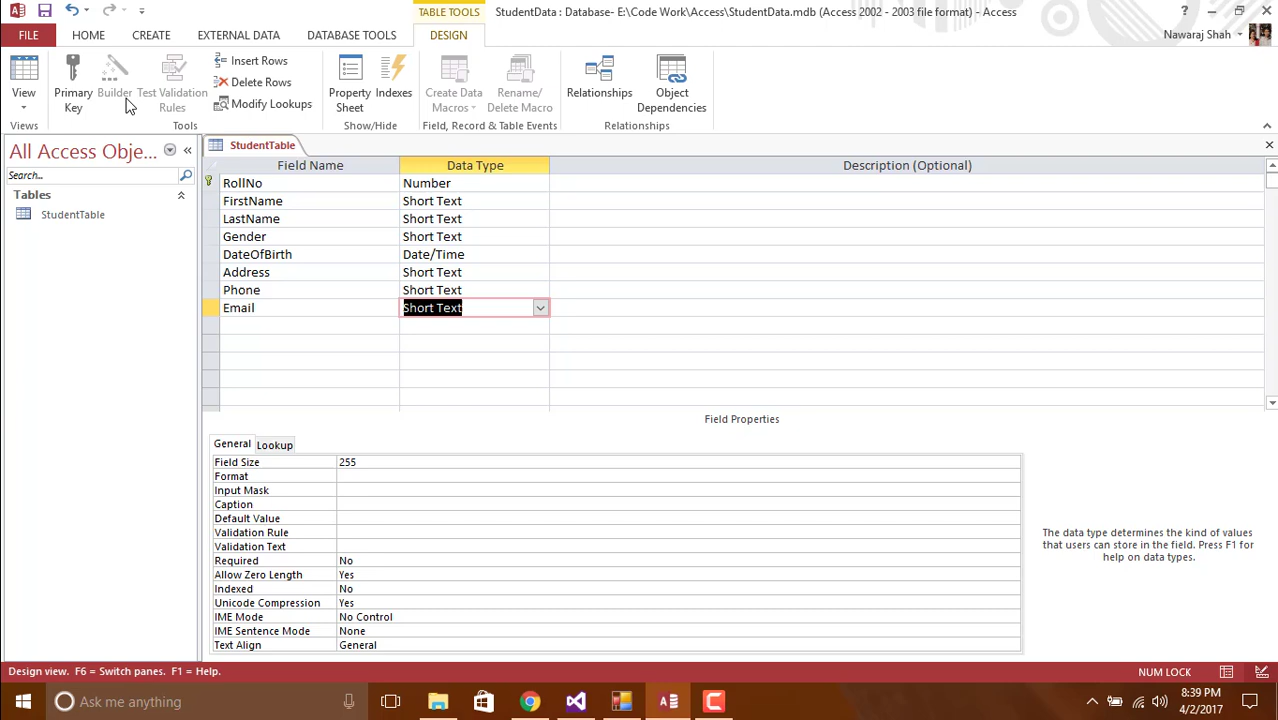 TABLE TOOLS
StudentData : Database- E:\Code Work\Access\StudentData.mdb (Access 2002 - 2003 file format) - Access
FILE
HOME
CREATE
EXTERNAL DATA
DATABASE TOOLS
DESIGN
Nawaraj Shah
View
Primary Key
Builder
Test Validation Rules
Insert Rows
Delete Rows
Modify Lookups
Property Sheet
Indexes
Create Data Macros
Rename/ Delete Macro
Relationships
Object Dependencies
Views
Tools
Show/Hide
Field, Record & Table Events
Relationships
All Access Obje...
Search...
Tables
StudentTable
StudentTable
Field Name Data Type Description (Optional)
RollNo Number
FirstName Short Text
LastName Short Text
Gender Short Text
DateOfBirth Date/Time
Address Short Text
Phone Short Text
Email Short Text
Field Properties
General Lookup
Field Size 255
Format
Input Mask
Caption
Default Value
Validation Rule
Validation Text
Required No
Allow Zero Length Yes
Indexed No
Unicode Compression Yes
IME Mode No Control
IME Sentence Mode None
Text Align General
The data type determines the kind of values
that users can store in the field. Press F1 for
help on data types.
Design view. F6 = Switch panes. F1 = Help.
NUM LOCK
Ask me anything
8:39 PM
4/2/2017